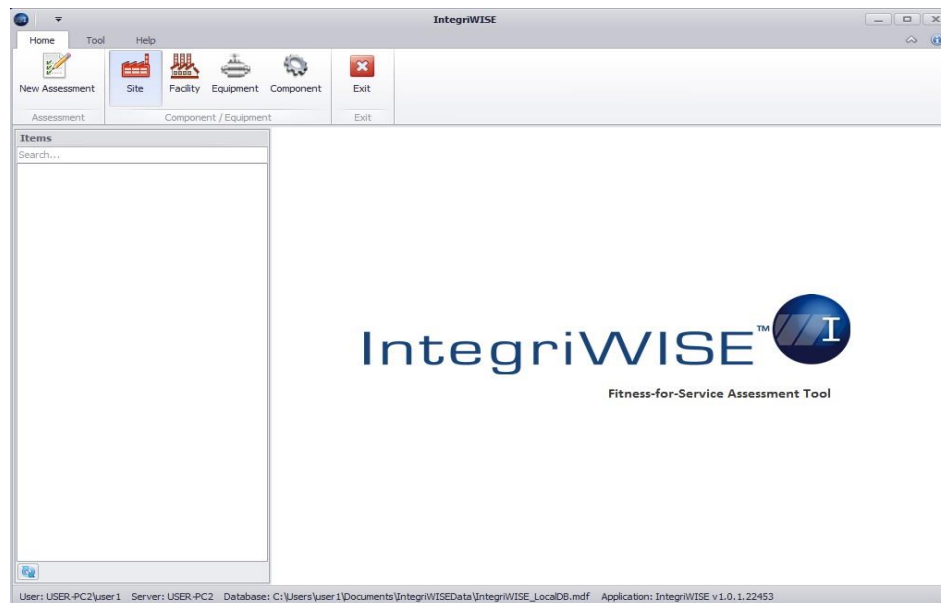 IntegriWISE
Home Tool Help
New Assessment Site Facility Equipment Component Exit
Assessment Component / Equipment Exit
Items
Search...
IntegriWISE™ I
Fitness-for-Service Assessment Tool
User: USER-PC2\user1 Server: USER-PC2 Database: C:\Users\user1\Documents\IntegriWISEData\IntegriWISE_LocalDB.mdf Application: IntegriWISE v1.0.1.22453